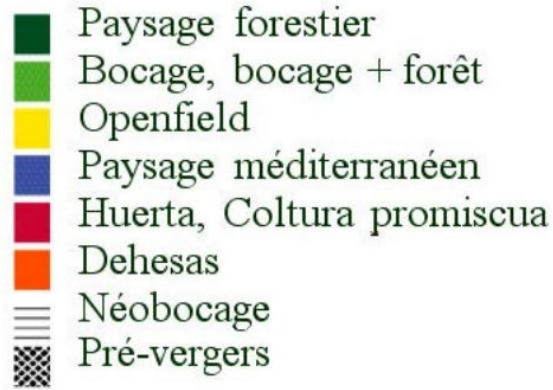 Paysage forestier
Bocage, bocage + forêt
Openfield
Paysage méditerranéen
Huerta, Coltura promiscua
Dehesas
Néobocage
Pré-vergers